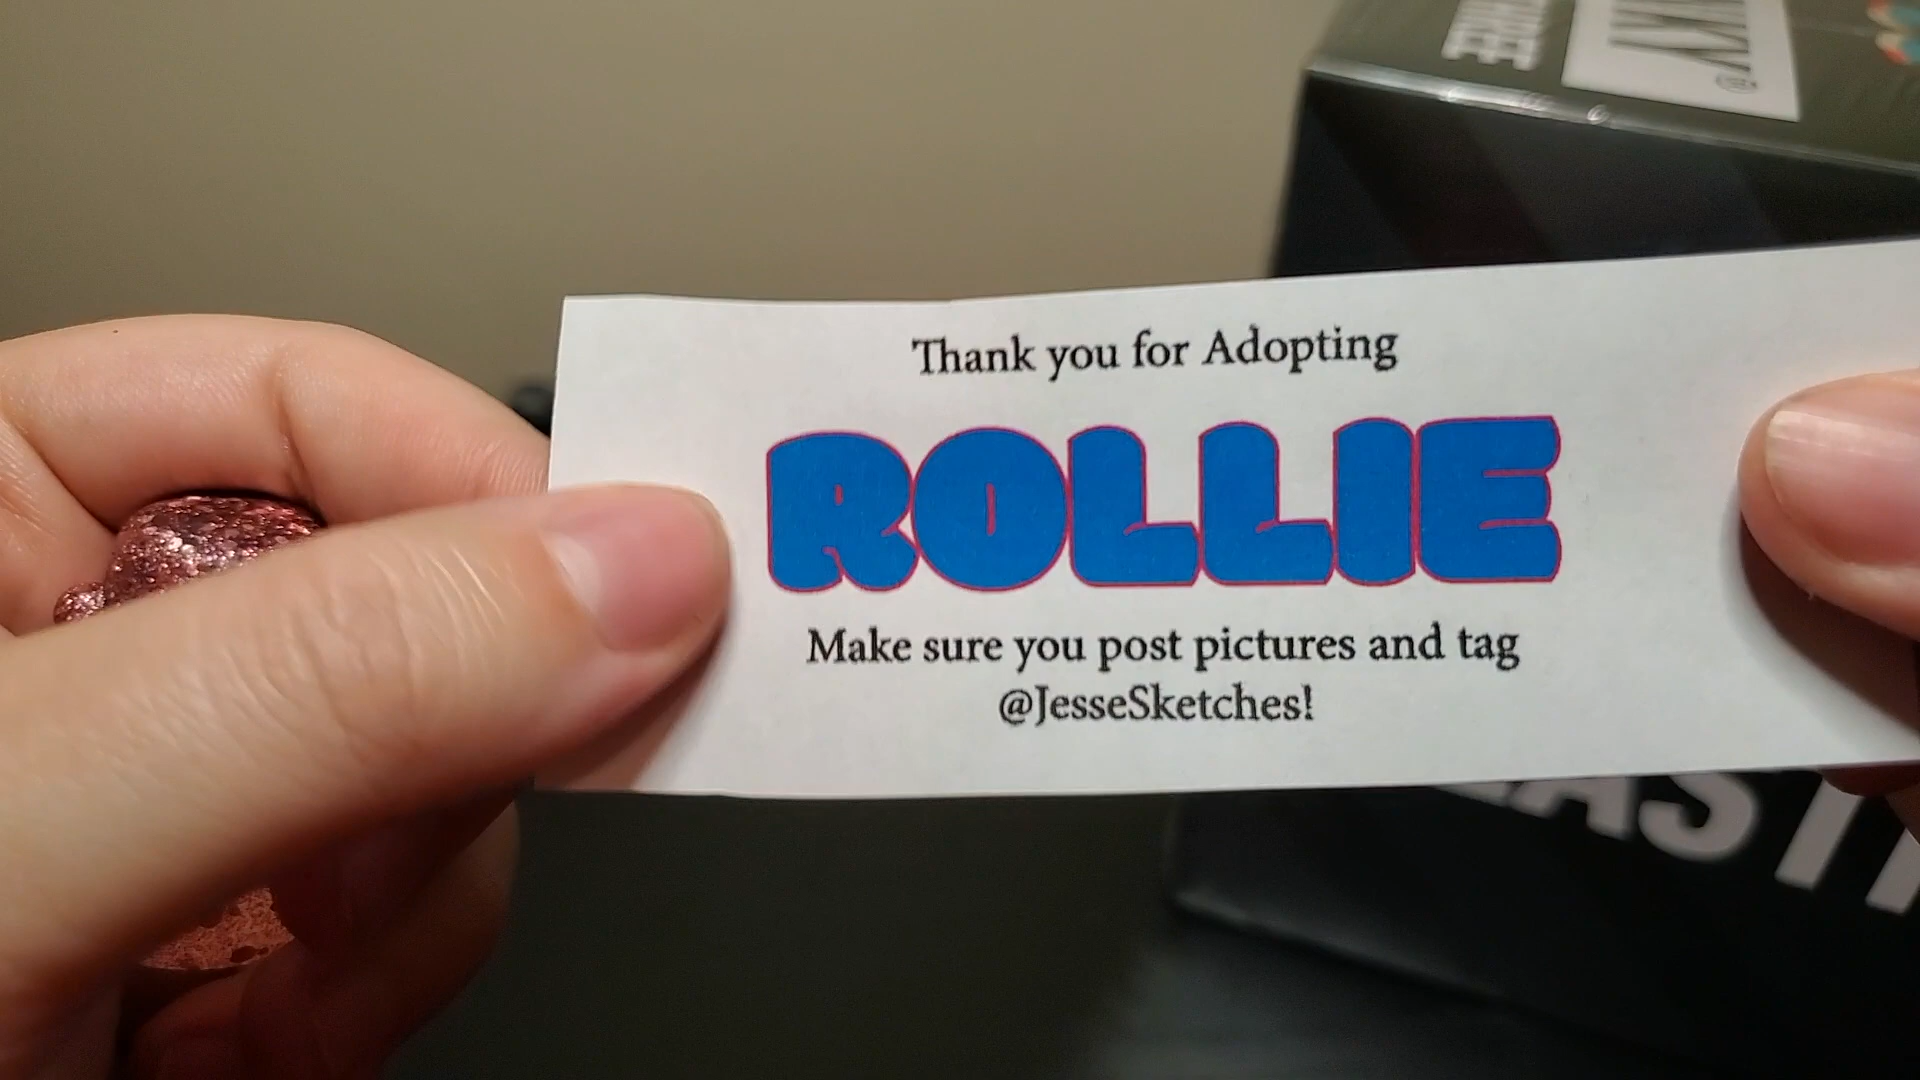 Thank you for Adopting
ROLLIE
Make sure you post pictures and tag
@JesseSketches!